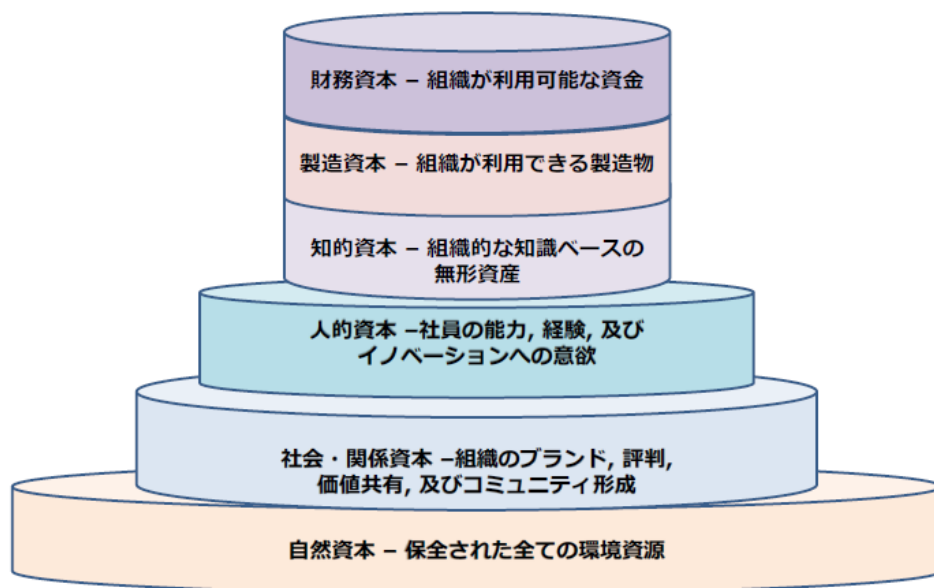 財務資本 – 組織が利用可能な資金
製造資本 – 組織が利用できる製造物
知的資本 – 組織的な知識ベースの
無形資産
人的資本 –社員の能力, 経験, 及び
イノベーションへの意欲
社会・関係資本 –組織のブランド, 評判,
価値共有, 及びコミュニティ形成
自然資本 – 保全された全ての環境資源